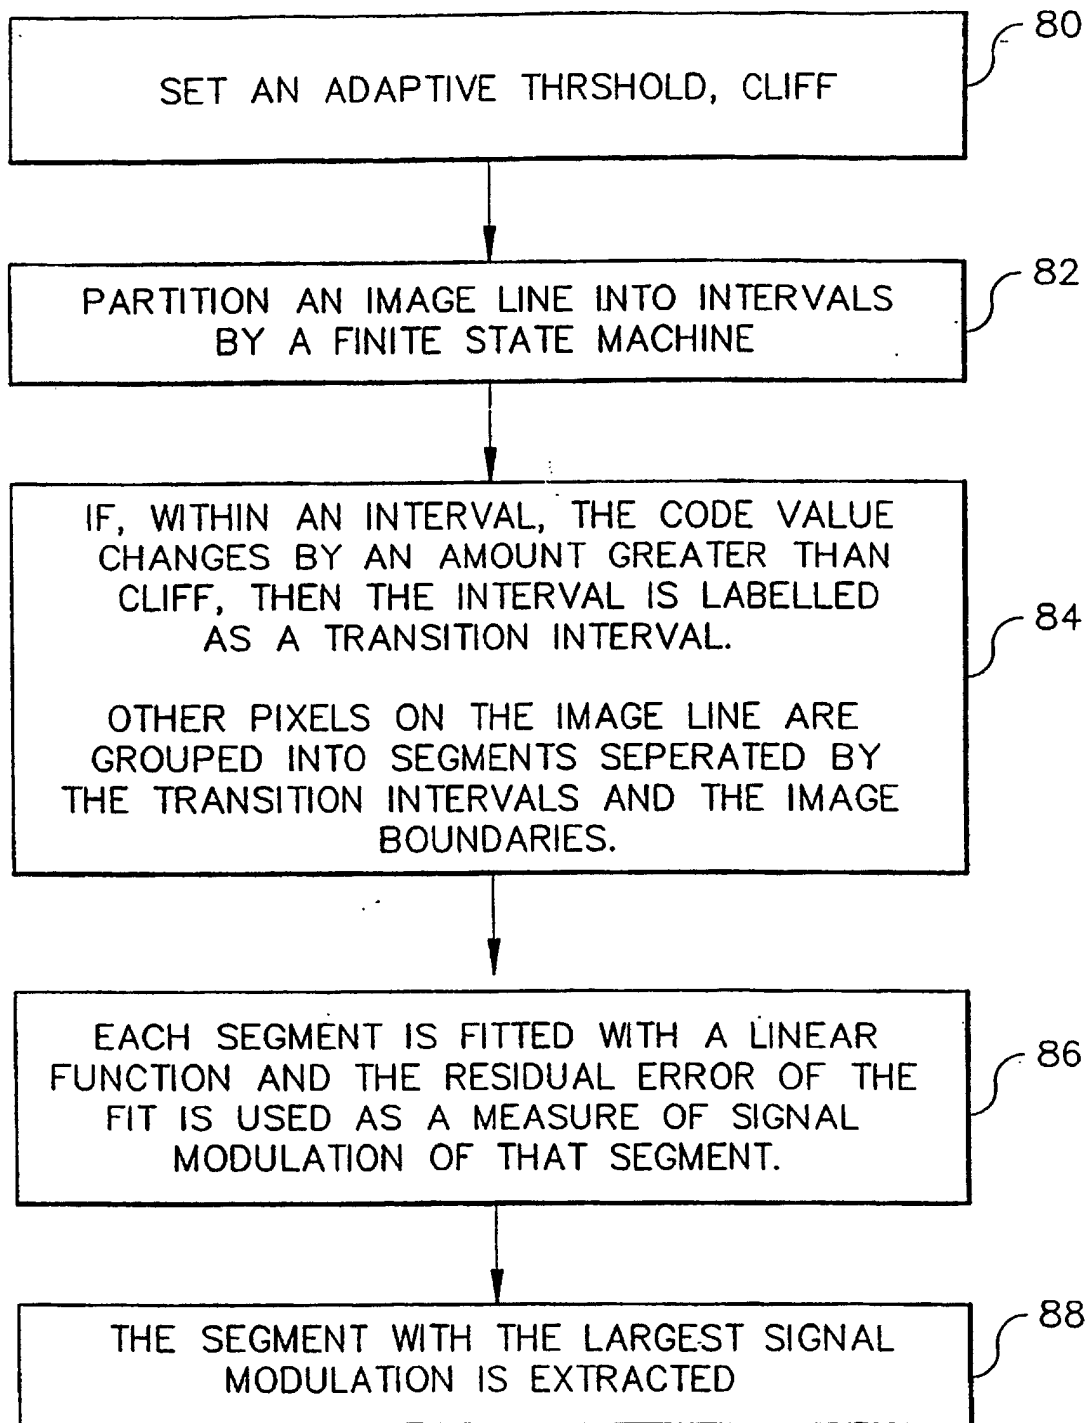 80
SET AN ADAPTIVE THRSHOLD, CLIFF
82
PARTITION AN IMAGE LINE INTO INTERVALS
BY A FINITE STATE MACHINE
IF, WITHIN AN INTERVAL, THE CODE VALUE
CHANGES BY AN AMOUNT GREATER THAN
CLIFF, THEN THE INTERVAL IS LABELLED
AS A TRANSITION INTERVAL.
84
OTHER PIXELS ON THE IMAGE LINE ARE
GROUPED INTO SEGMENTS SEPERATED BY
THE TRANSITION INTERVALS AND THE IMAGE
BOUNDARIES.
EACH SEGMENT IS FITTED WITH A LINEAR
FUNCTION AND THE RESIDUAL ERROR OF THE
FIT IS USED AS A MEASURE OF SIGNAL
MODULATION OF THAT SEGMENT.
86
THE SEGMENT WITH THE LARGEST SIGNAL
MODULATION IS EXTRACTED
88